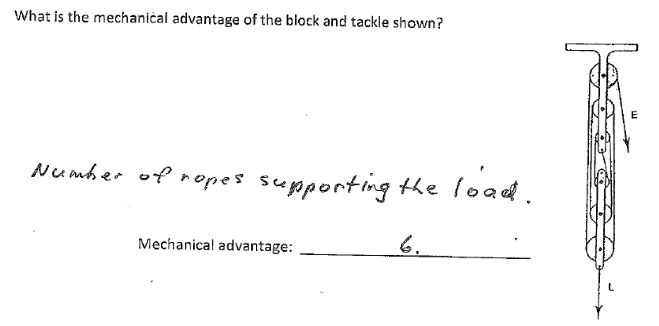 What is the mechanical advantage of the block and tackle shown?
E
Number of ropes supporting the load.
Mechanical advantage: 6.
L